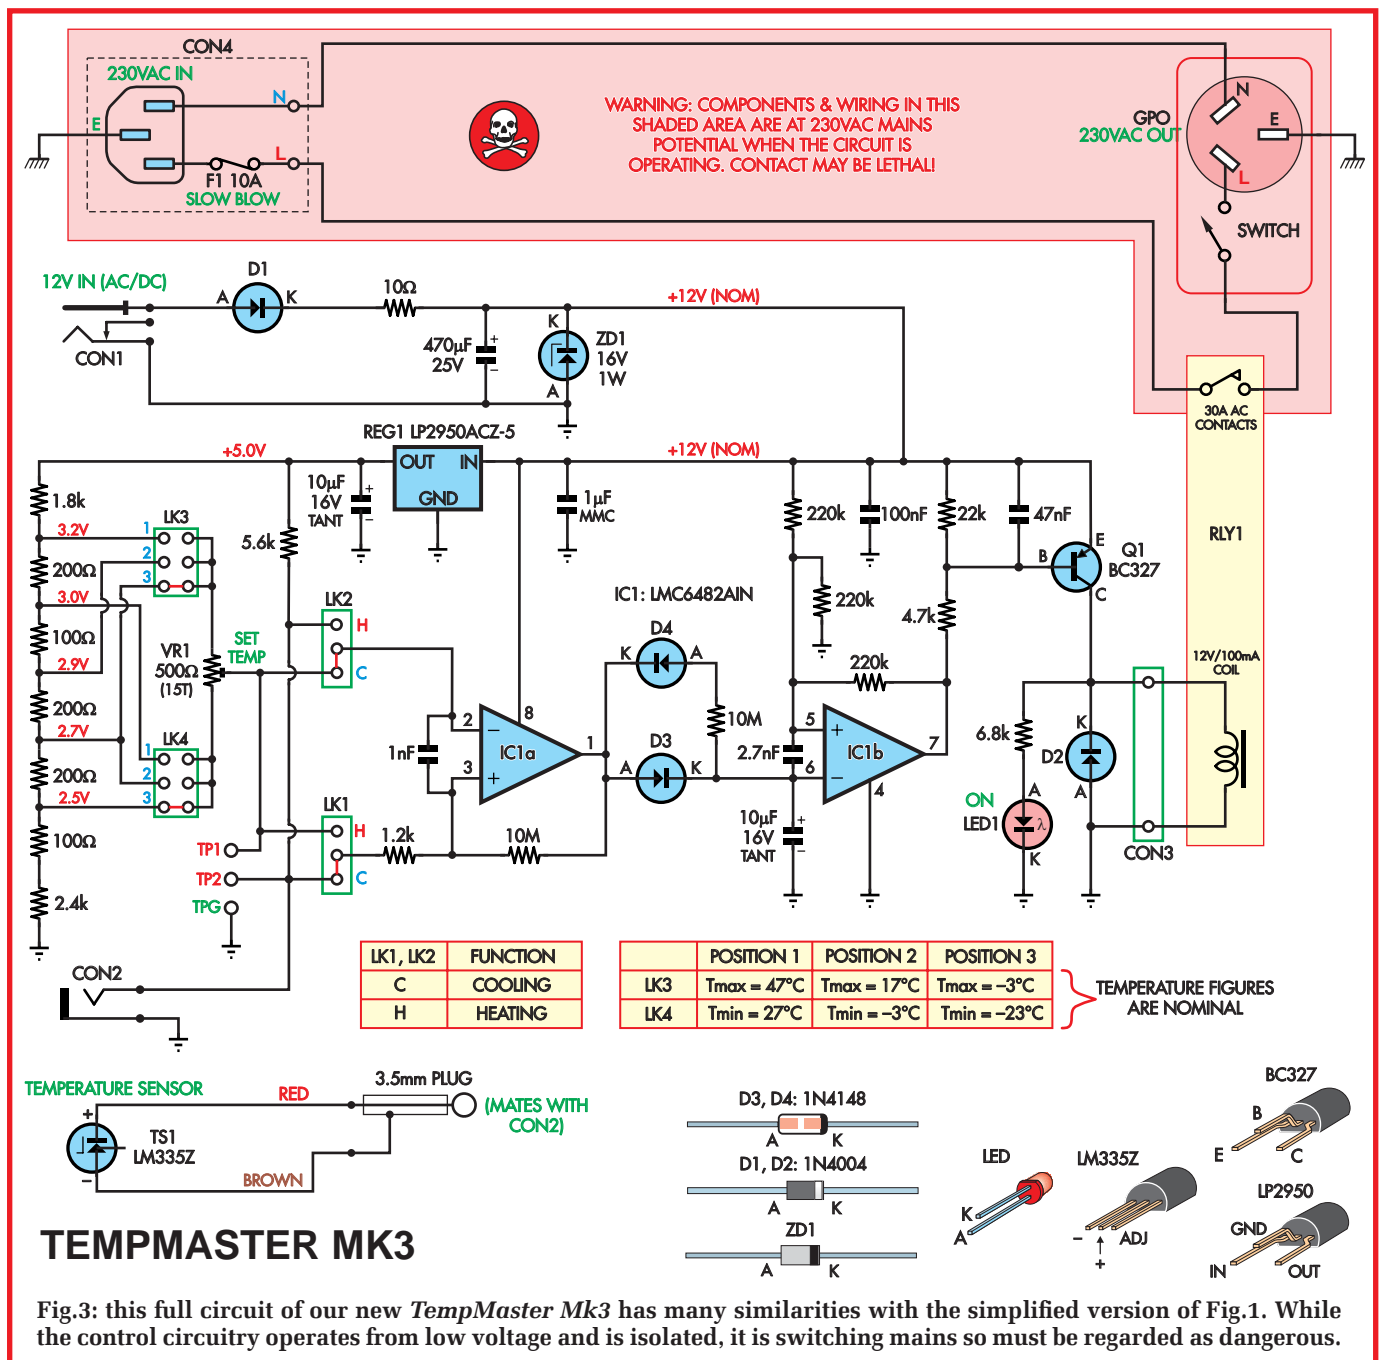 CON4
230VAC IN
N
E
L
F1 10A
SLOW BLOW
WARNING: COMPONENTS & WIRING IN THIS
SHADED AREA ARE AT 230VAC MAINS
POTENTIAL WHEN THE CIRCUIT IS
OPERATING. CONTACT MAY BE LETHAL!
N
GPO
E
230VAC OUT
L
SWITCH
12V IN (AC/DC)
D1
A
K
10Ω
+12V (NOM)
CON1
470µF
25V
+
–
K
ZD1
16V
1W
A
30A AC
CONTACTS
REG1 LP2950ACZ-5
+5.0V
OUT IN
GND
+12V (NOM)
1.8k
3.2V
LK3
1
2
3
10µF
16V
TANT
+
–
1µF
MMC
220k
100nF
22k
47nF
RLY1
5.6k
200Ω
E
B
Q1
BC327
C
3.0V
LK2
H
C
IC1: LMC6482AIN
220k
4.7k
100Ω
SET
TEMP
VR1
500Ω
(15T)
D4
K
A
2.9V
12V/100mA
COIL
220k
200Ω
2.7V
LK4
1
2
3
2
–
8
IC1a
1
3
+
1nF
10M
D3
A
K
2.7nF
5
+
IC1b
7
6
–
4
6.8k
K
D2
A
200Ω
2.5V
ON
LED1
A
λ
K
CON3
10µF
16V
TANT
+
–
100Ω
LK1
H
C
1.2k
10M
TP1
TP2
TPG
2.4k
CON2
LK1, LK2 FUNCTION
C COOLING
H HEATING
POSITION 1 POSITION 2 POSITION 3
LK3 Tmax = 47°C Tmax = 17°C Tmax = –3°C
LK4 Tmin = 27°C Tmin = –3°C Tmin = –23°C
TEMPERATURE FIGURES
ARE NOMINAL
TEMPERATURE SENSOR
RED
3.5mm PLUG
(MATES WITH
CON2)
+
TS1
LM335Z
–
BROWN
D3, D4: 1N4148
A K
D1, D2: 1N4004
A K
ZD1
A K
LED
K
A
LM335Z
–
+
ADJ
BC327
B
E
C
LP2950
GND
IN
OUT
TEMPMASTER MK3
Fig.3: this full circuit of our new TempMaster Mk3 has many similarities with the simplified version of Fig.1. While
the control circuitry operates from low voltage and is isolated, it is switching mains so must be regarded as dangerous.